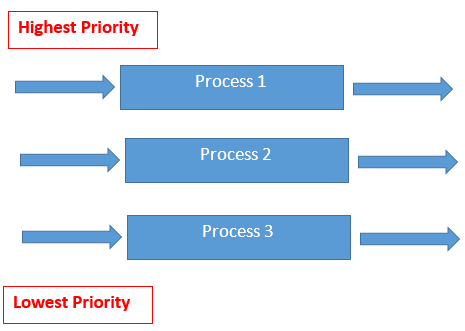 Highest Priority
Process 1
Process 2
Process 3
Lowest Priority